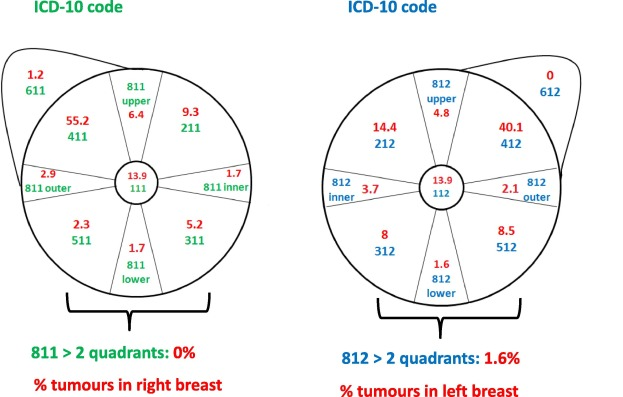 ICD-10 code
1.2
611
811
upper
6.4
55.2
411
9.3
211
2.9
811 outer
13.9
111
1.7
811 inner
2.3
511
5.2
311
1.7
811
lower
811 > 2 quadrants: 0%
% tumours in right breast
ICD-10 code
0
612
812
upper
4.8
14.4
212
40.1
412
812
inner 3.7
13.9
112
2.1 812
outer
8
312
8.5
512
1.6
812
lower
812 > 2 quadrants: 1.6%
% tumours in left breast